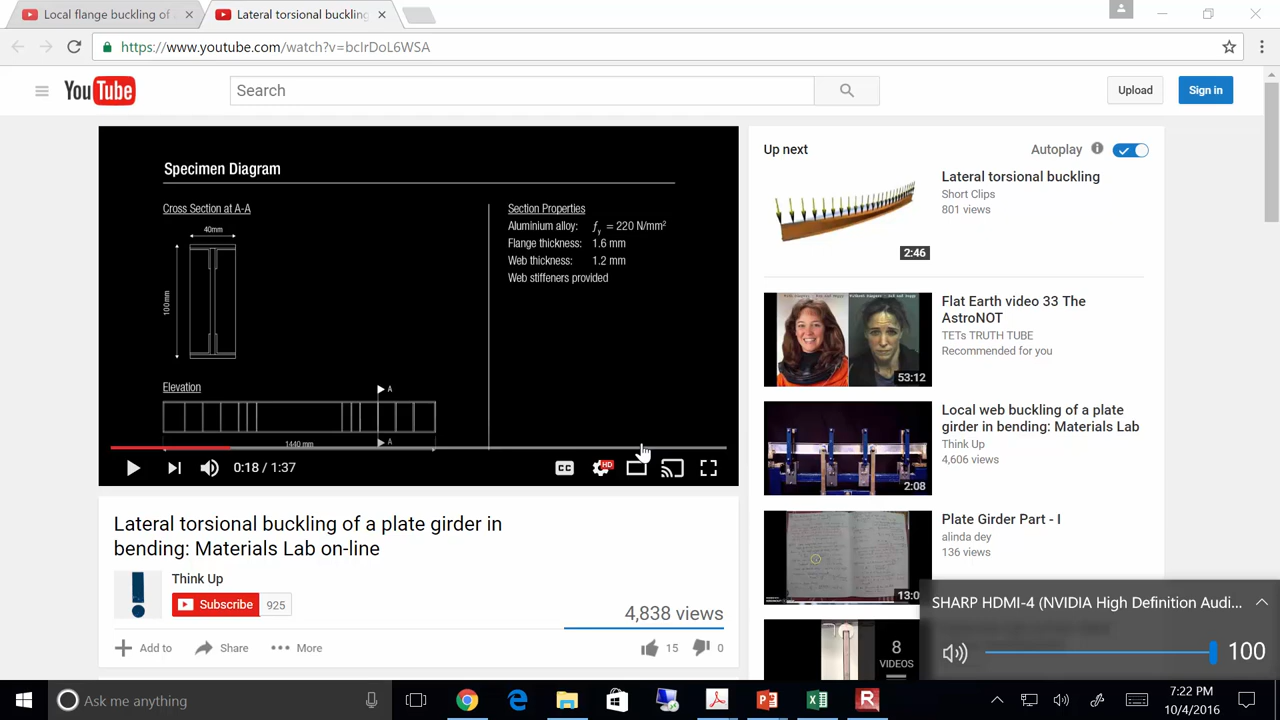 Local flange buckling of
Lateral torsional buckling
https://www.youtube.com/watch?v=bcIrDoL6WSA
YouTube
Search
Upload
Sign in
Specimen Diagram
Cross Section at A-A
40mm
100mm
Elevation
A
A
1440 mm
Section Properties
Aluminium alloy: fy = 220 N/mm²
Flange thickness: 1.6 mm
Web thickness: 1.2 mm
Web stiffeners provided
0:18 / 1:37
CC
HD
Lateral torsional buckling of a plate girder in
bending: Materials Lab on-line
Think Up
Subscribe 925
4,838 views
Add to
Share
More
15
0
Up next
Autoplay
Lateral torsional buckling
Short Clips
801 views
2:46
Flat Earth video 33 The
AstroNOT
TETs TRUTH TUBE
Recommended for you
53:12
Local web buckling of a plate
girder in bending: Materials Lab
Think Up
4,606 views
2:08
Plate Girder Part - I
alinda dey
136 views
13:0
8
VIDEOS
SHARP HDMI-4 (NVIDIA High Definition Audi...
100
Ask me anything
7:22 PM
10/4/2016